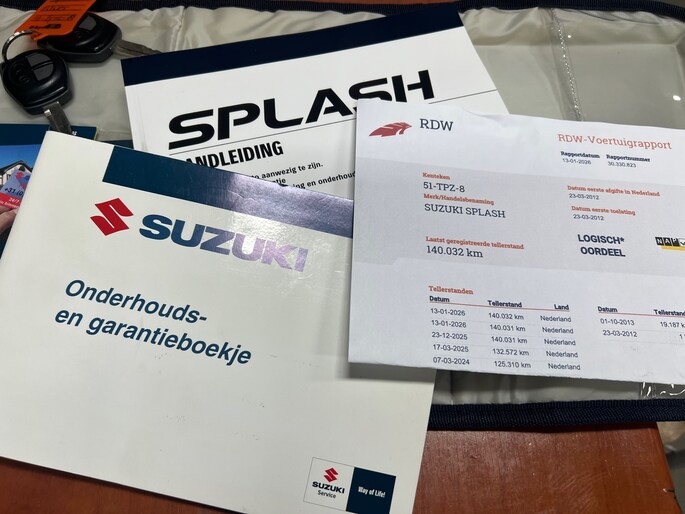 SPLASH
ANDLEIDING
aanwezig te zijn.
SUZUKI
Onderhouds-
en garantieboekje
SUZUKI
Service
Way of Life!
RDW
RDW-Voertuigrapport
Rapportdatum Rapportnummer
13-01-2026 30.330.823
Kenteken
51-TPZ-8
Merk/Handelsbenaming
SUZUKI SPLASH
Datum eerste afgifte in Nederland
23-03-2012
Datum eerste toelating
23-03-2012
Laatst geregistreerde tellerstand
140.032 km
LOGISCH*
OORDEEL
NAP
Tellerstanden
Datum Tellerstand Land Datum Tellerst
13-01-2026 140.032 km Nederland 01-10-2013 19.187 k
13-01-2026 140.031 km Nederland 23-03-2012
23-12-2025 140.031 km Nederland
17-03-2025 132.572 km Nederland
07-03-2024 125.310 km Nederland